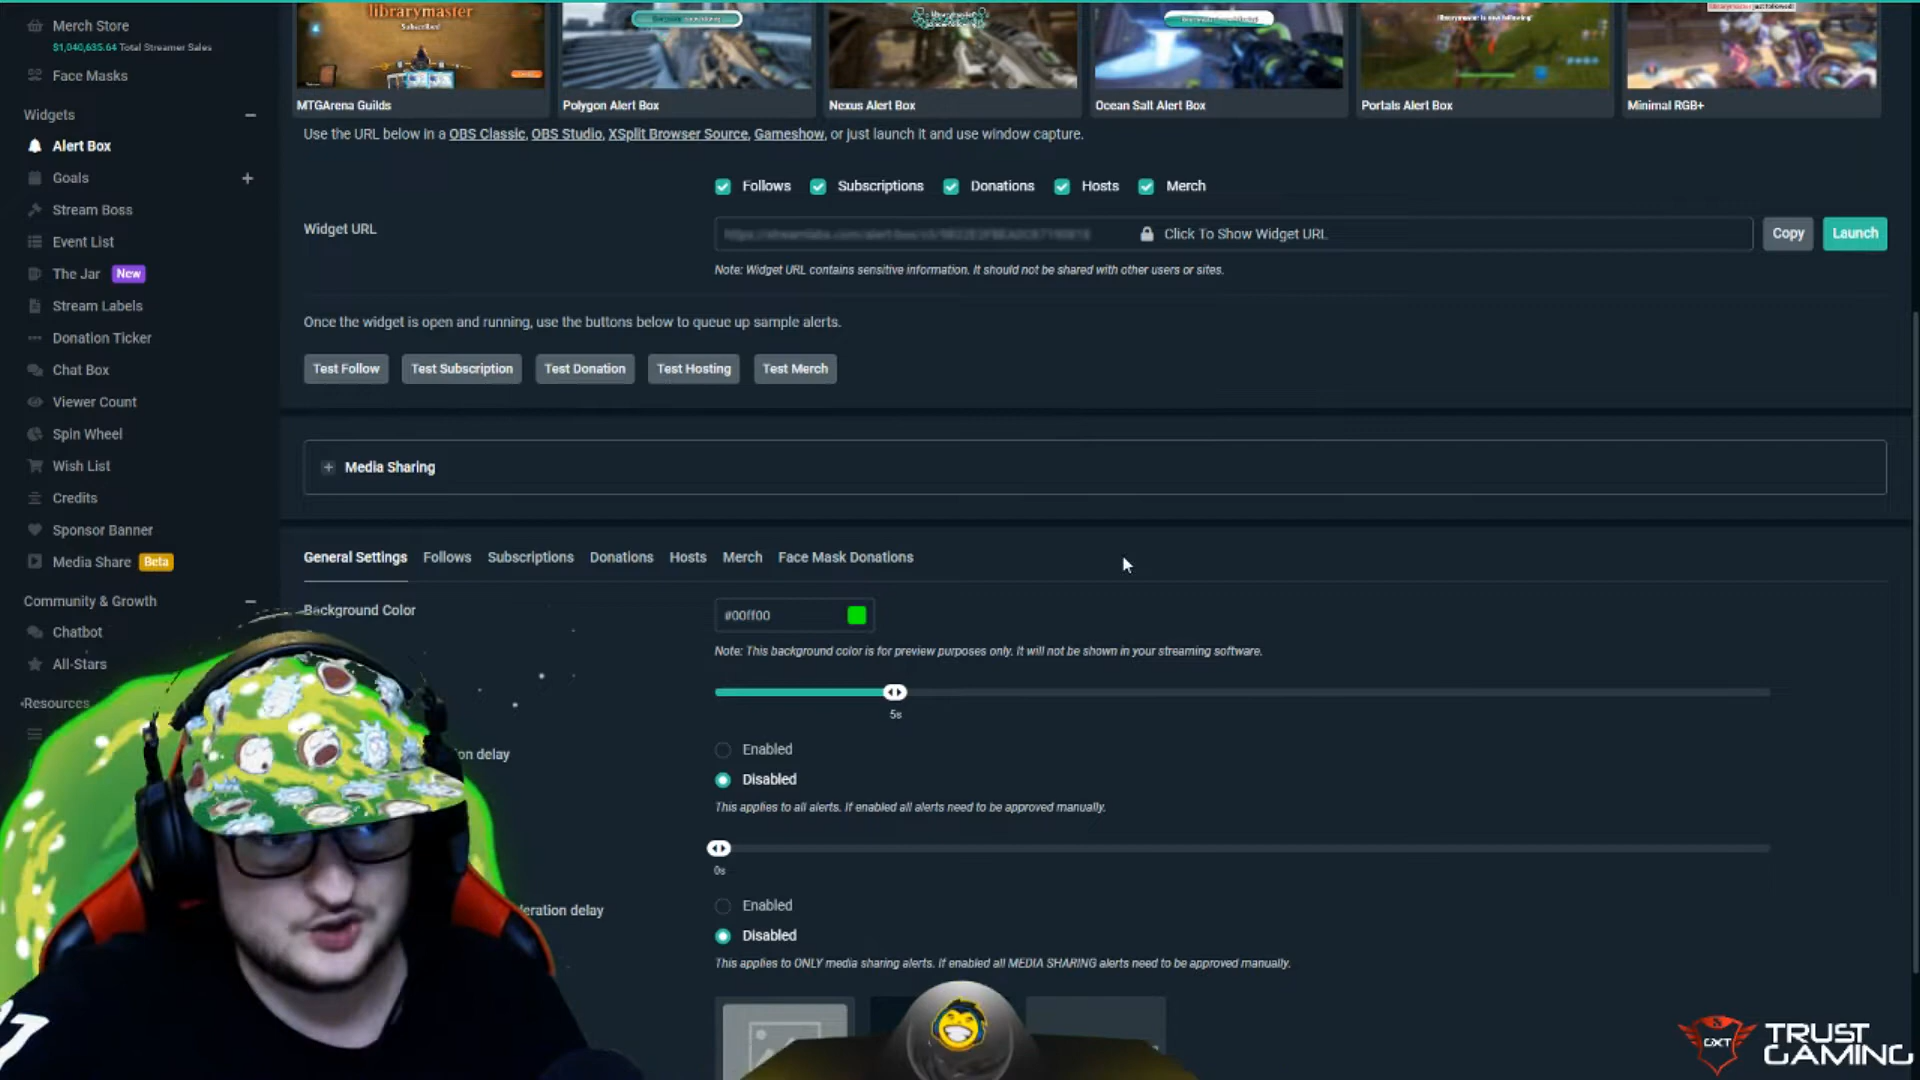 Merch Store
$1,040,635.64 Total Streamer Sales
Face Masks
Widgets
Alert Box
Goals
Stream Boss
Event List
The Jar New
Stream Labels
Donation Ticker
Chat Box
Viewer Count
Spin Wheel
Wish List
Credits
Sponsor Banner
Media Share Beta
Community & Growth
Chatbot
All-Stars
Resources
librarymaster
Subscribed!
MTGArena Guilds
Polygon Alert Box
Nexus Alert Box
Ocean Salt Alert Box
librarymaster is now following!
Portals Alert Box
Minimal RGB+
Use the URL below in a OBS Classic, OBS Studio, XSplit Browser Source, Gameshow, or just launch it and use window capture.
Follows Subscriptions Donations Hosts Merch
Widget URL
Click To Show Widget URL
Copy
Launch
Note: Widget URL contains sensitive information. It should not be shared with other users or sites.
Once the widget is open and running, use the buttons below to queue up sample alerts.
Test Follow Test Subscription Test Donation Test Hosting Test Merch
Media Sharing
General Settings Follows Subscriptions Donations Hosts Merch Face Mask Donations
Background Color
#00ff00
Note: This background color is for preview purposes only. It will not be shown in your streaming software.
5s
on delay
Enabled
Disabled
This applies to all alerts. If enabled all alerts need to be approved manually.
0s
eration delay
Enabled
Disabled
This applies to ONLY media sharing alerts. If enabled all MEDIA SHARING alerts need to be approved manually.
GXT
TRUST
GAMING